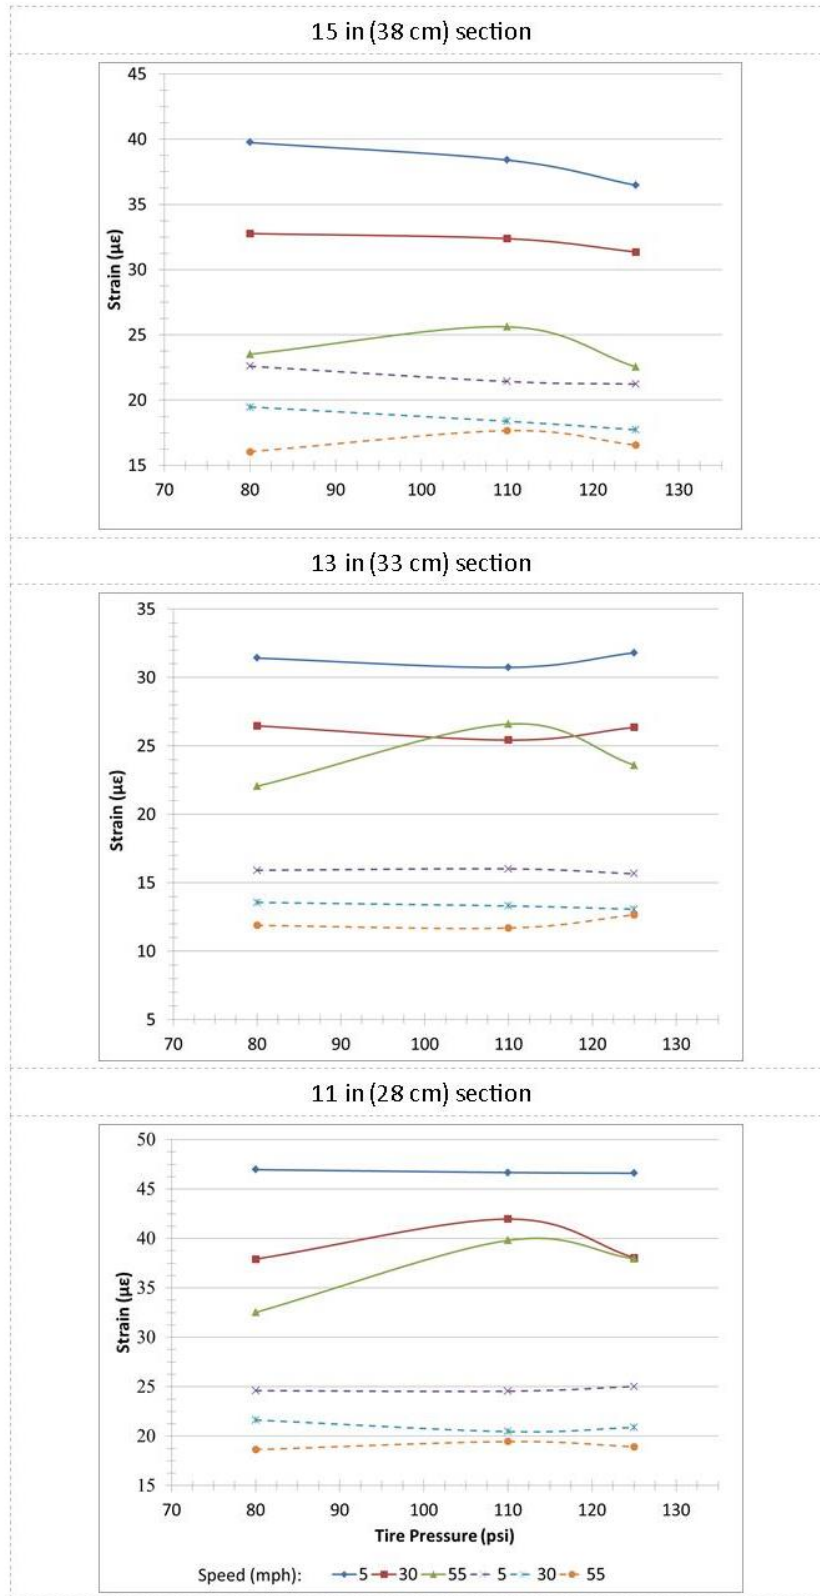 15 in (38 cm) section
45
40
35
30
25
20
15
Strain (με)
70 80 90 100 110 120 130
13 in (33 cm) section
35
30
25
20
15
10
5
Strain (με)
70 80 90 100 110 120 130
11 in (28 cm) section
50
45
40
35
30
25
20
15
Strain (με)
70 80 90 100 110 120 130
Tire Pressure (psi)
Speed (mph): 5 30 55 5 30 55